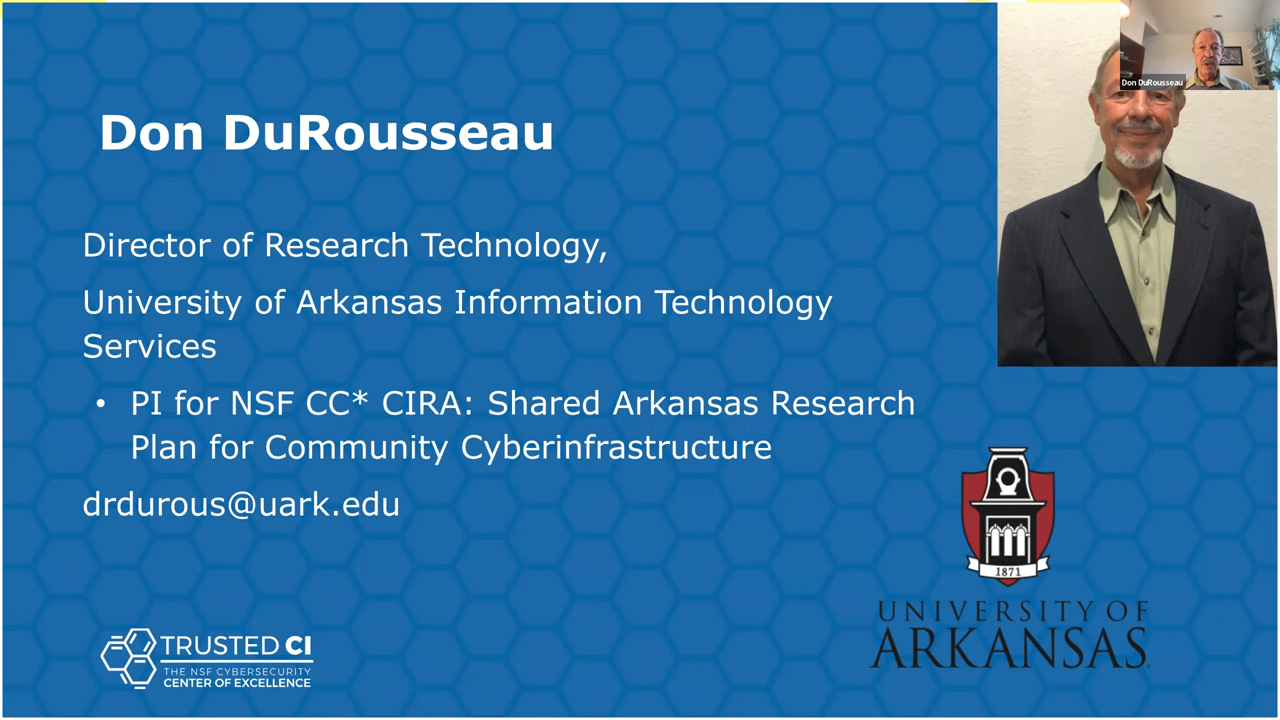 Don DuRousseau
Don DuRousseau
Director of Research Technology,
University of Arkansas Information Technology
Services
• PI for NSF CC* CIRA: Shared Arkansas Research
Plan for Community Cyberinfrastructure
drdurous@uark.edu
1871
UNIVERSITY OF
ARKANSAS
TRUSTED CI
THE NSF CYBERSECURITY
CENTER OF EXCELLENCE